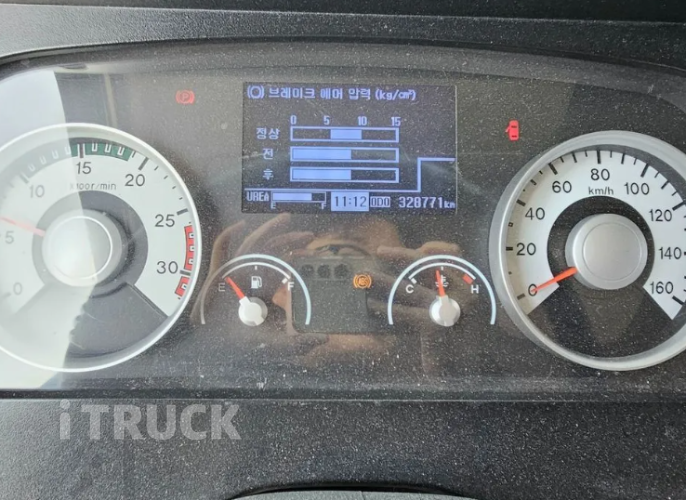 (O) 브레이크 에어 압력 (kg/cm²)
0 5 10 15
정상
전
후
UREA E F 11:12 ODO 328771km
P
0 5 10 15 20 25 30
x100r/min
E F
C H
0 20 40 60 80 100 120 140 160
km/h
iTRUCK